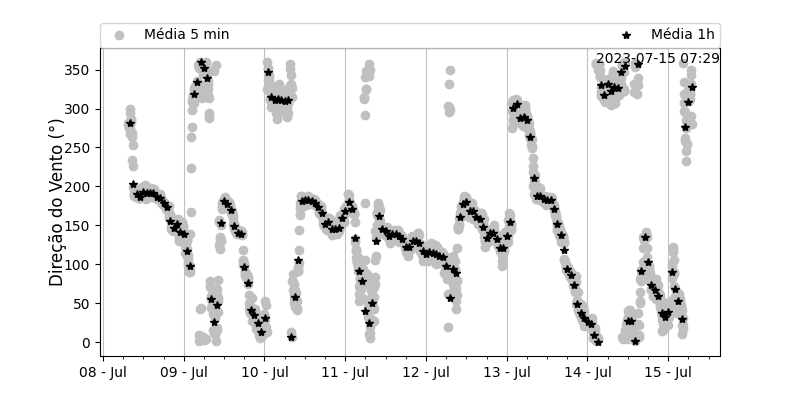 Média 5 min
Média 1h
2023-07-15 07:29
Direção do Vento (°)
350
300
250
200
150
100
50
0
08 - Jul
09 - Jul
10 - Jul
11 - Jul
12 - Jul
13 - Jul
14 - Jul
15 - Jul